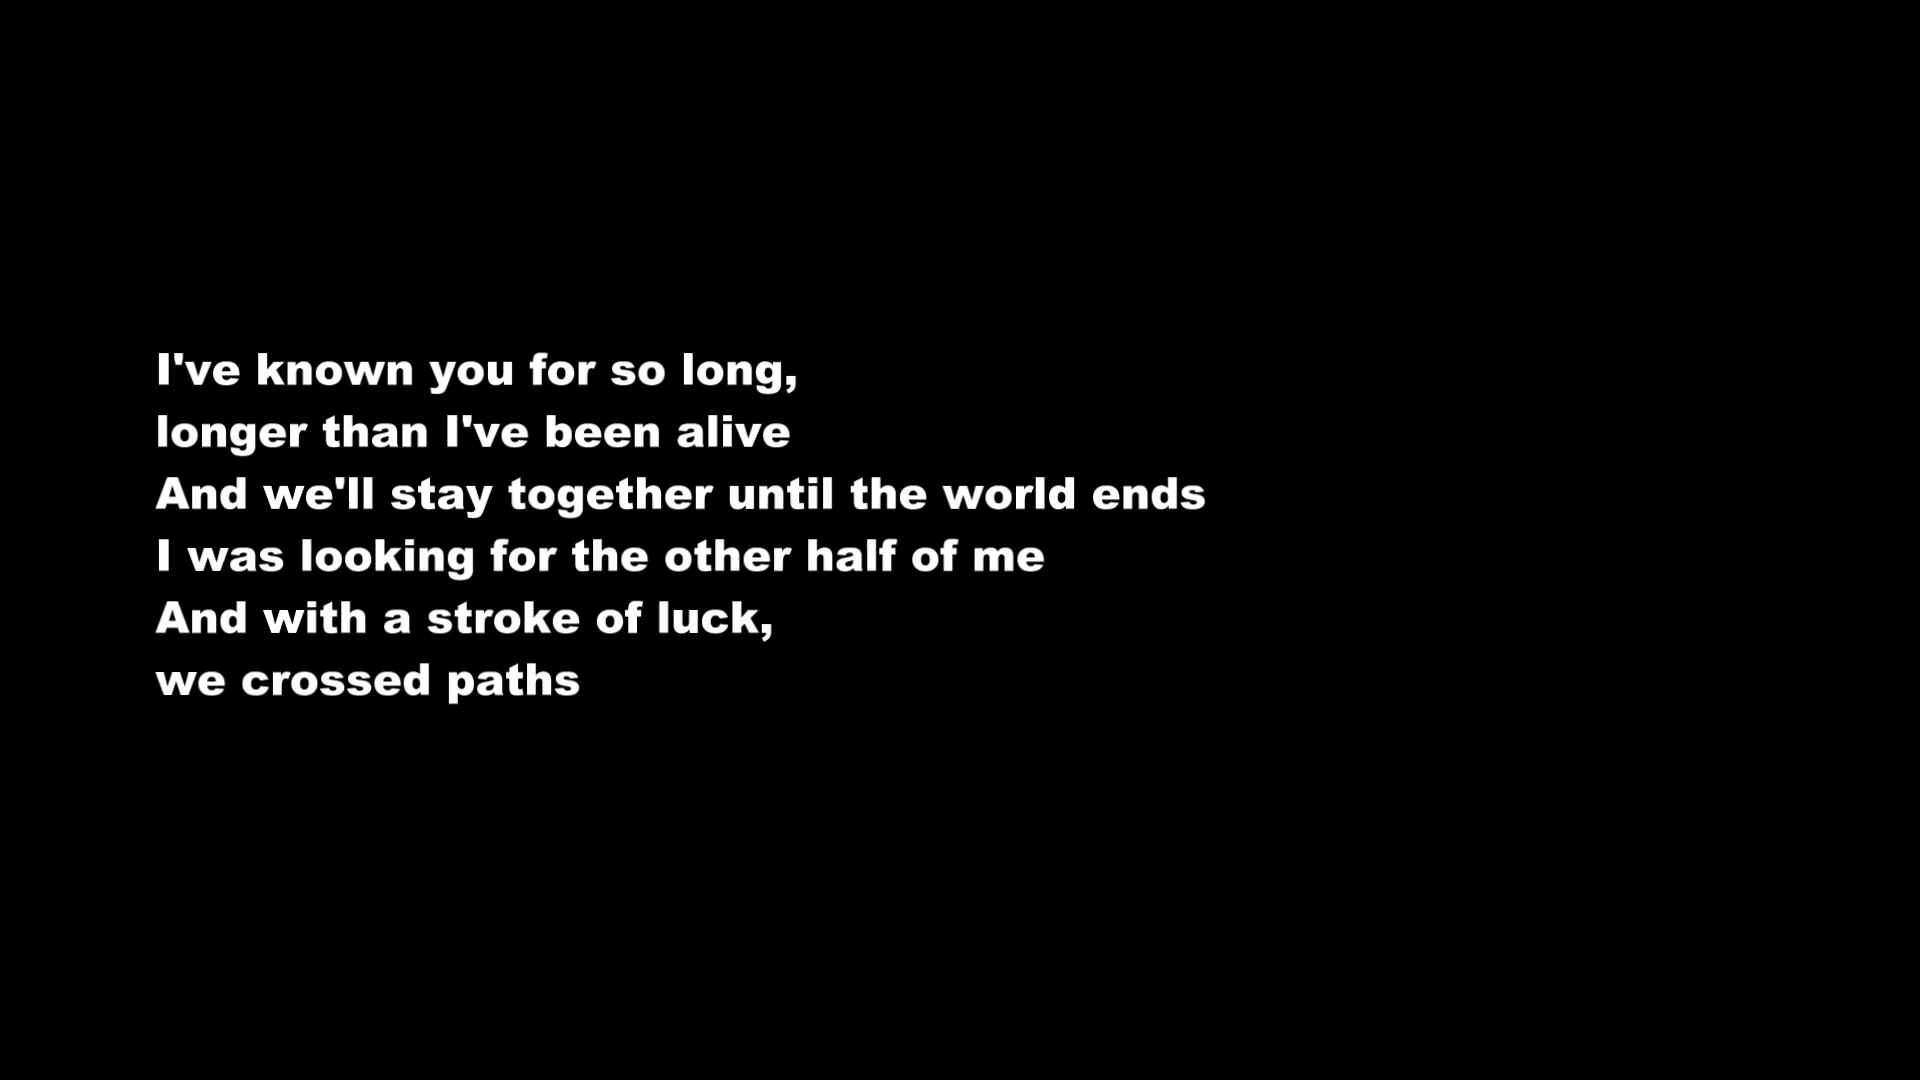 I've known you for so long,
longer than I've been alive
And we'll stay together until the world ends
I was looking for the other half of me
And with a stroke of luck,
we crossed paths